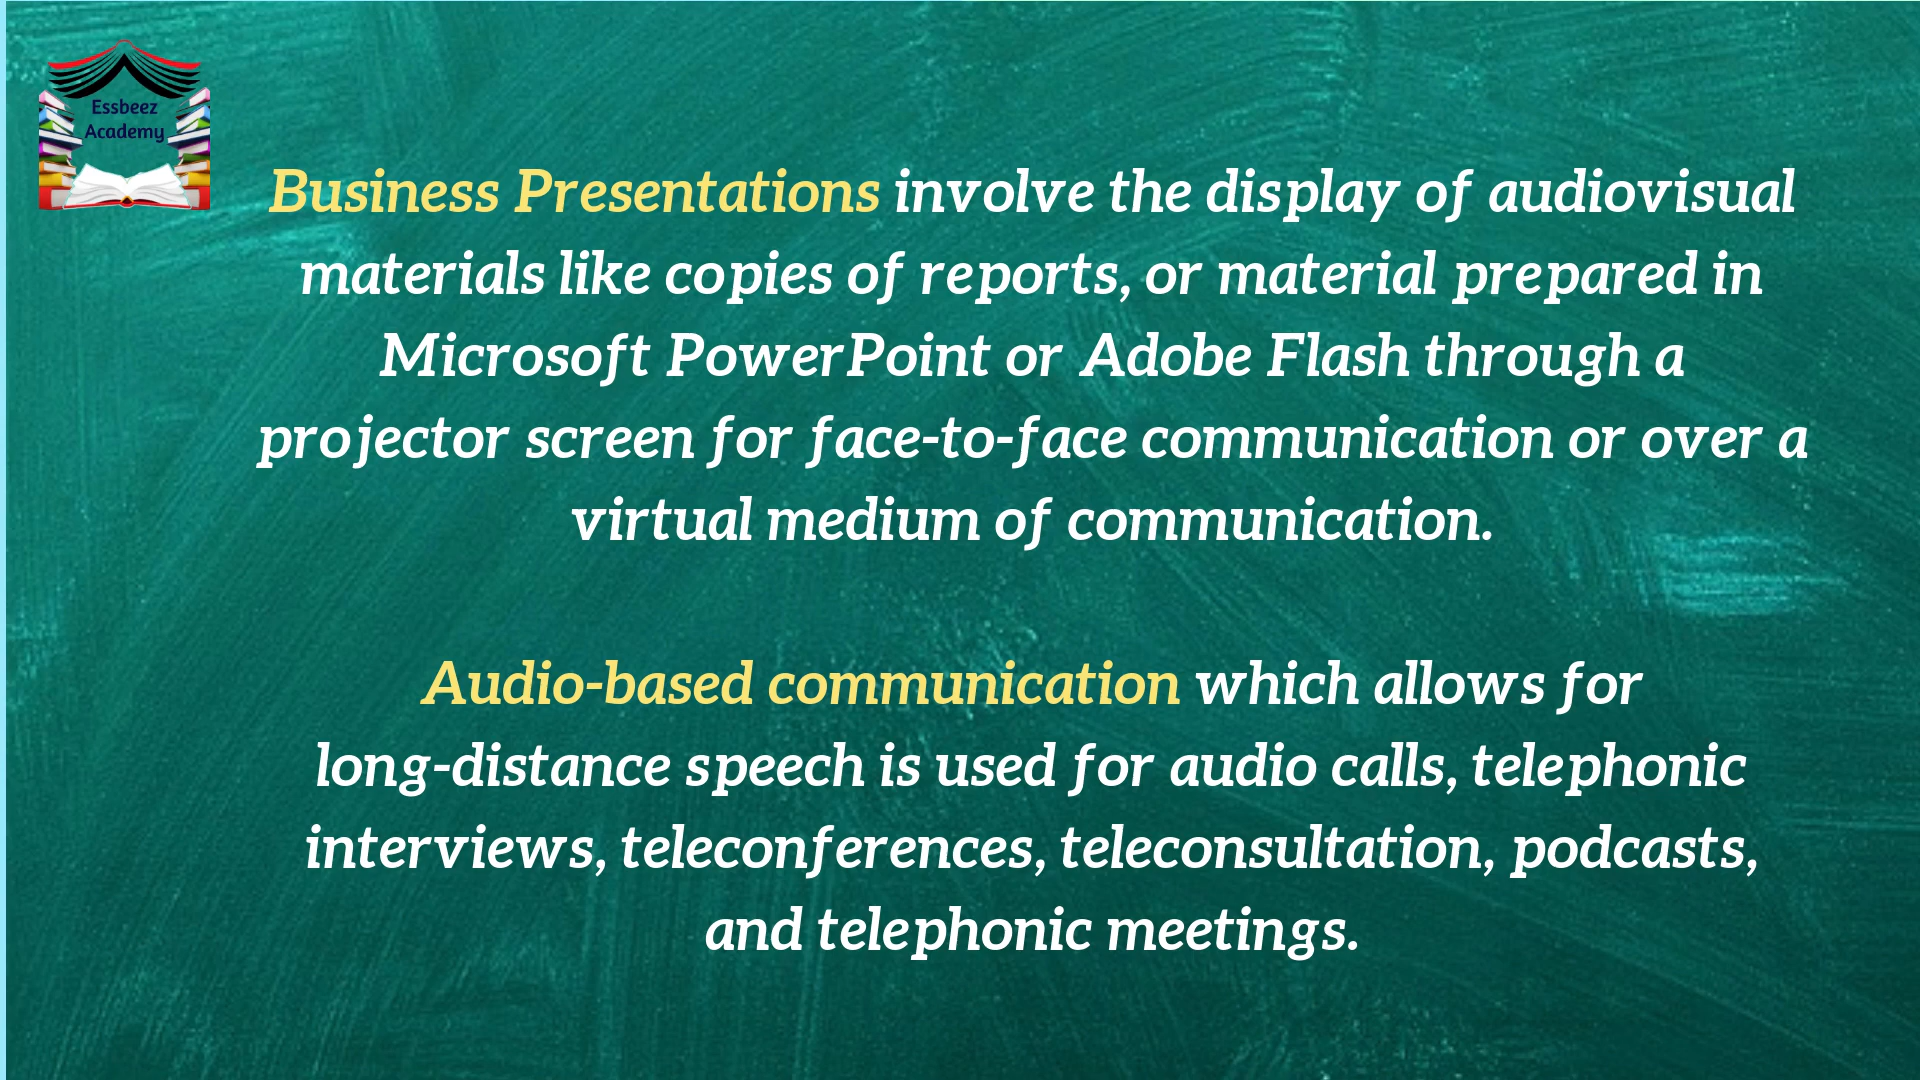 Essbeez
Academy
Business Presentations involve the display of audiovisual
materials like copies of reports, or material prepared in
Microsoft PowerPoint or Adobe Flash through a
projector screen for face-to-face communication or over a
virtual medium of communication.
Audio-based communication which allows for
long-distance speech is used for audio calls, telephonic
interviews, teleconferences, teleconsultation, podcasts,
and telephonic meetings.